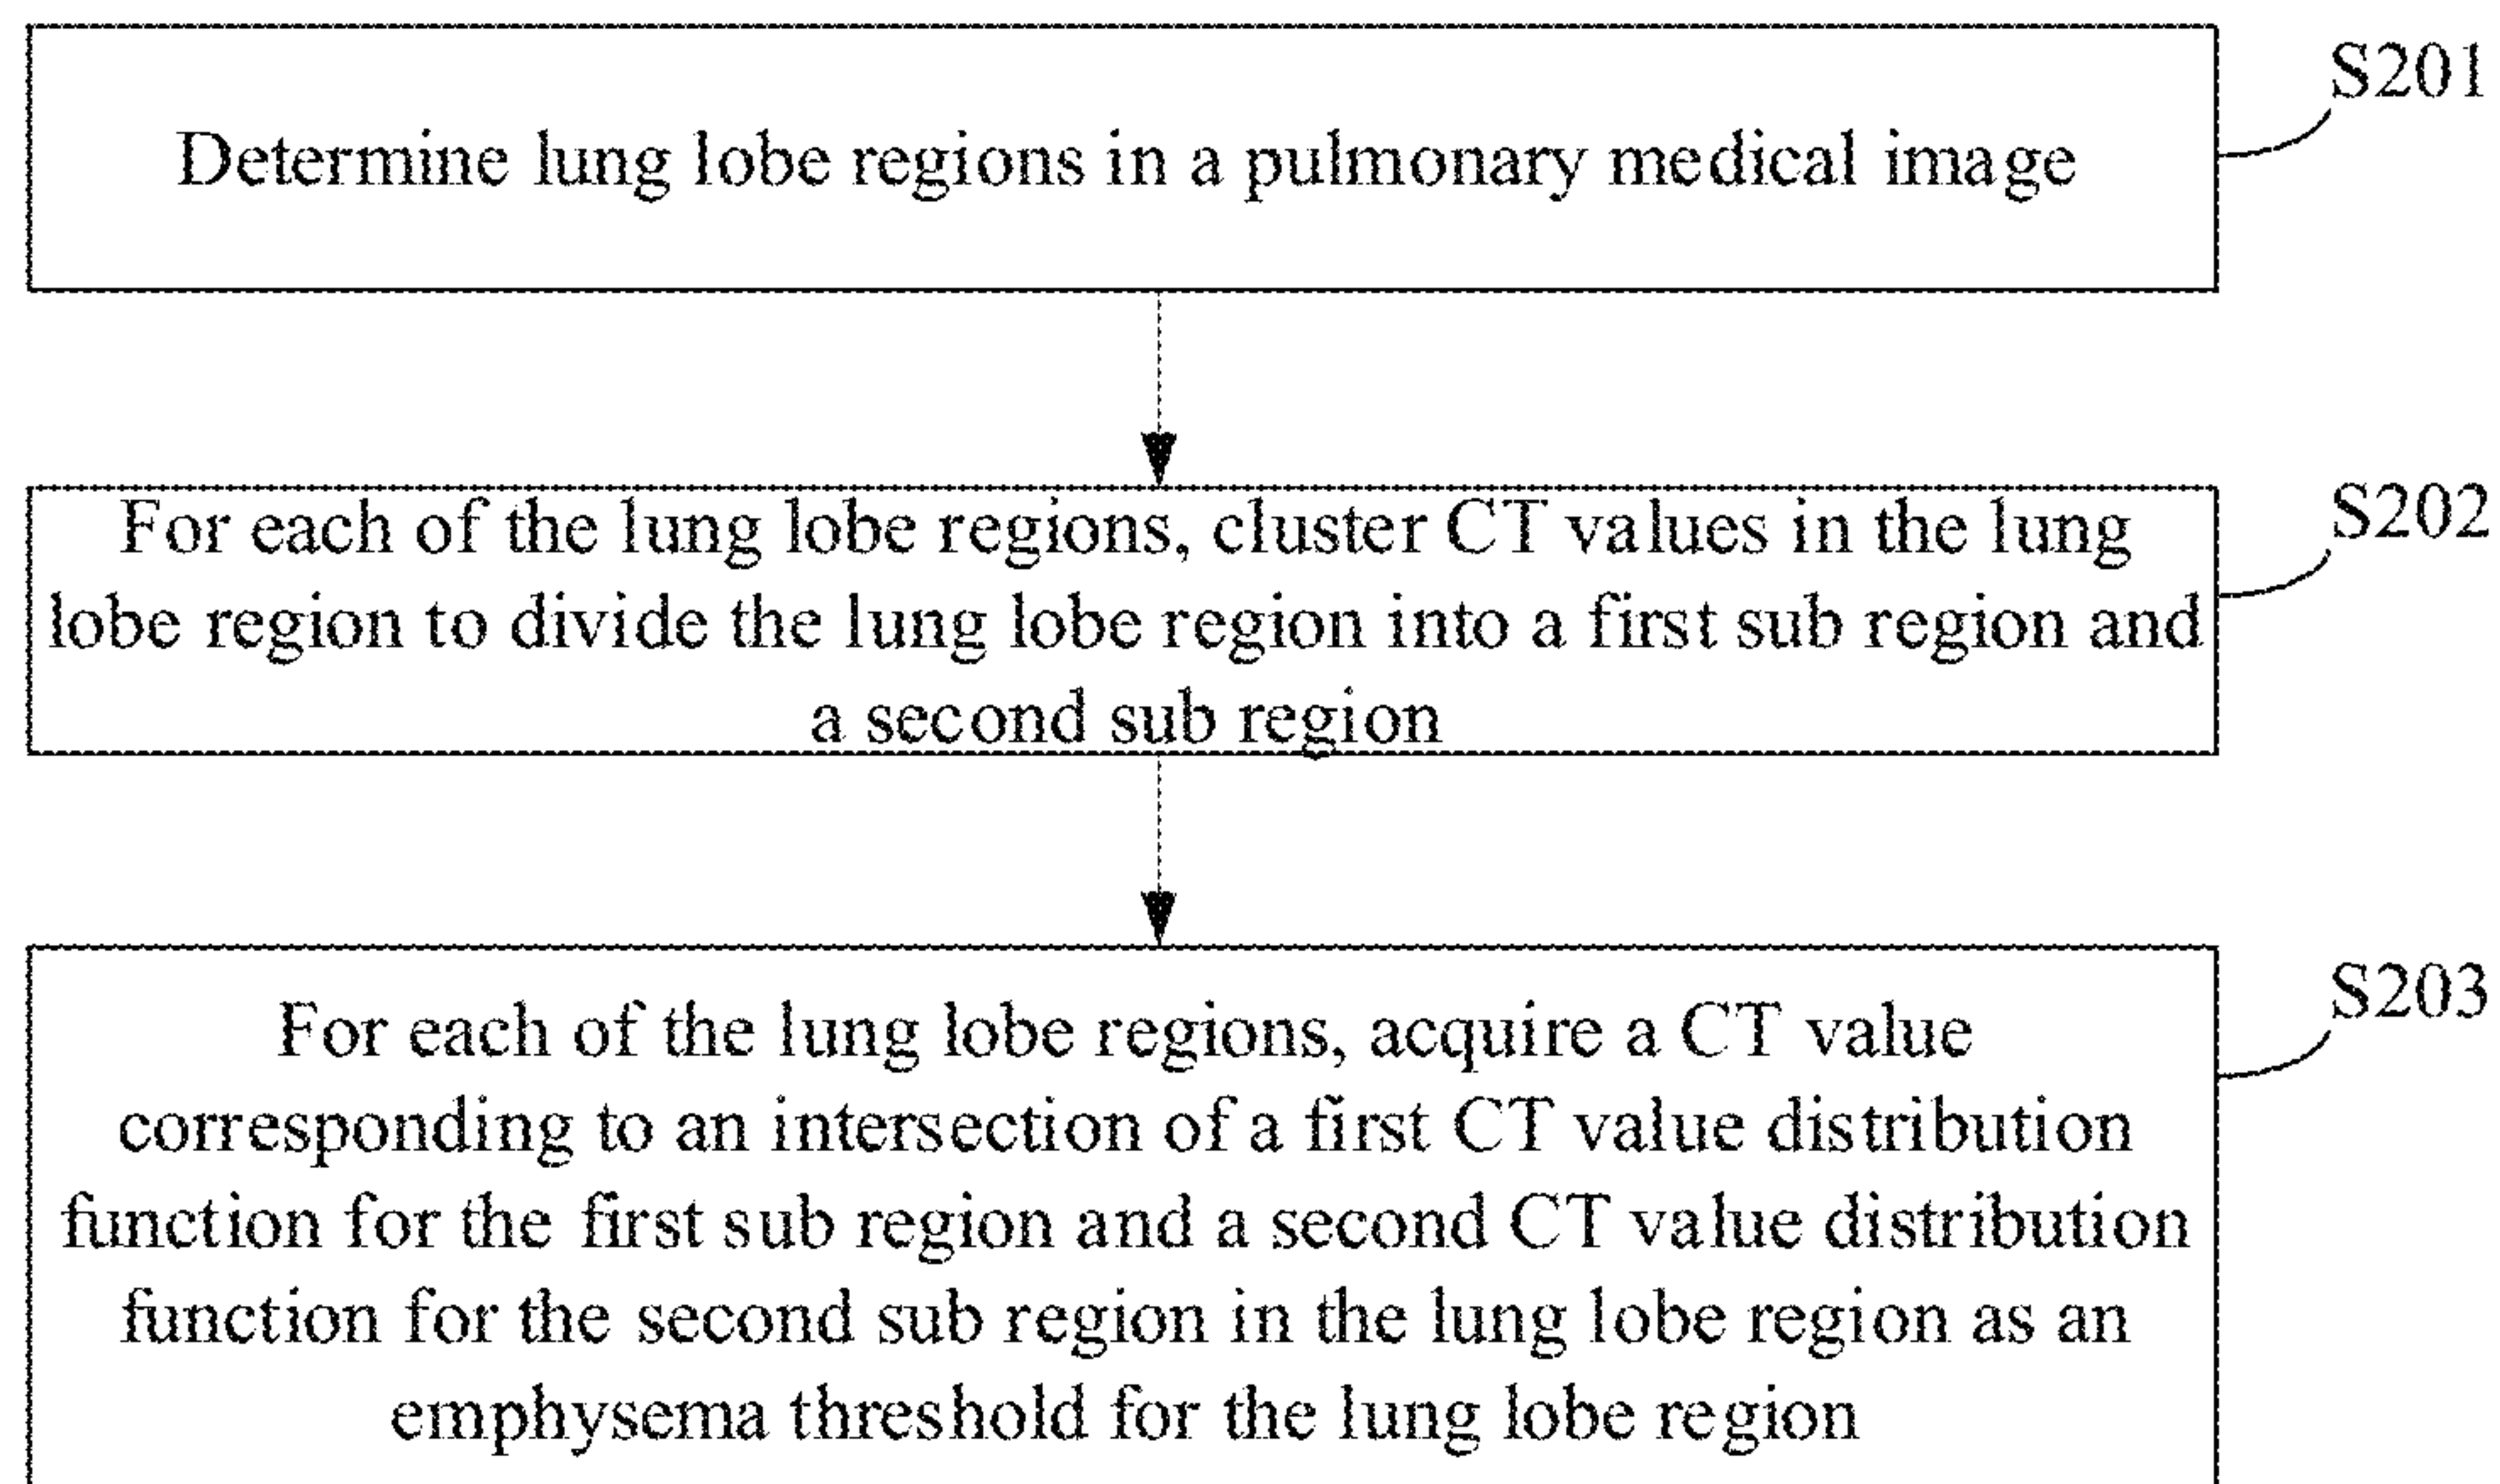 S201
Determine lung lobe regions in a pulmonary medical image
S202
For each of the lung lobe regions, cluster CT values in the lung
lobe region to divide the lung lobe region into a first sub region and
a second sub region
S203
For each of the lung lobe regions, acquire a CT value
corresponding to an intersection of a first CT value distribution
function for the first sub region and a second CT value distribution
function for the second sub region in the lung lobe region as an
emphysema threshold for the lung lobe region